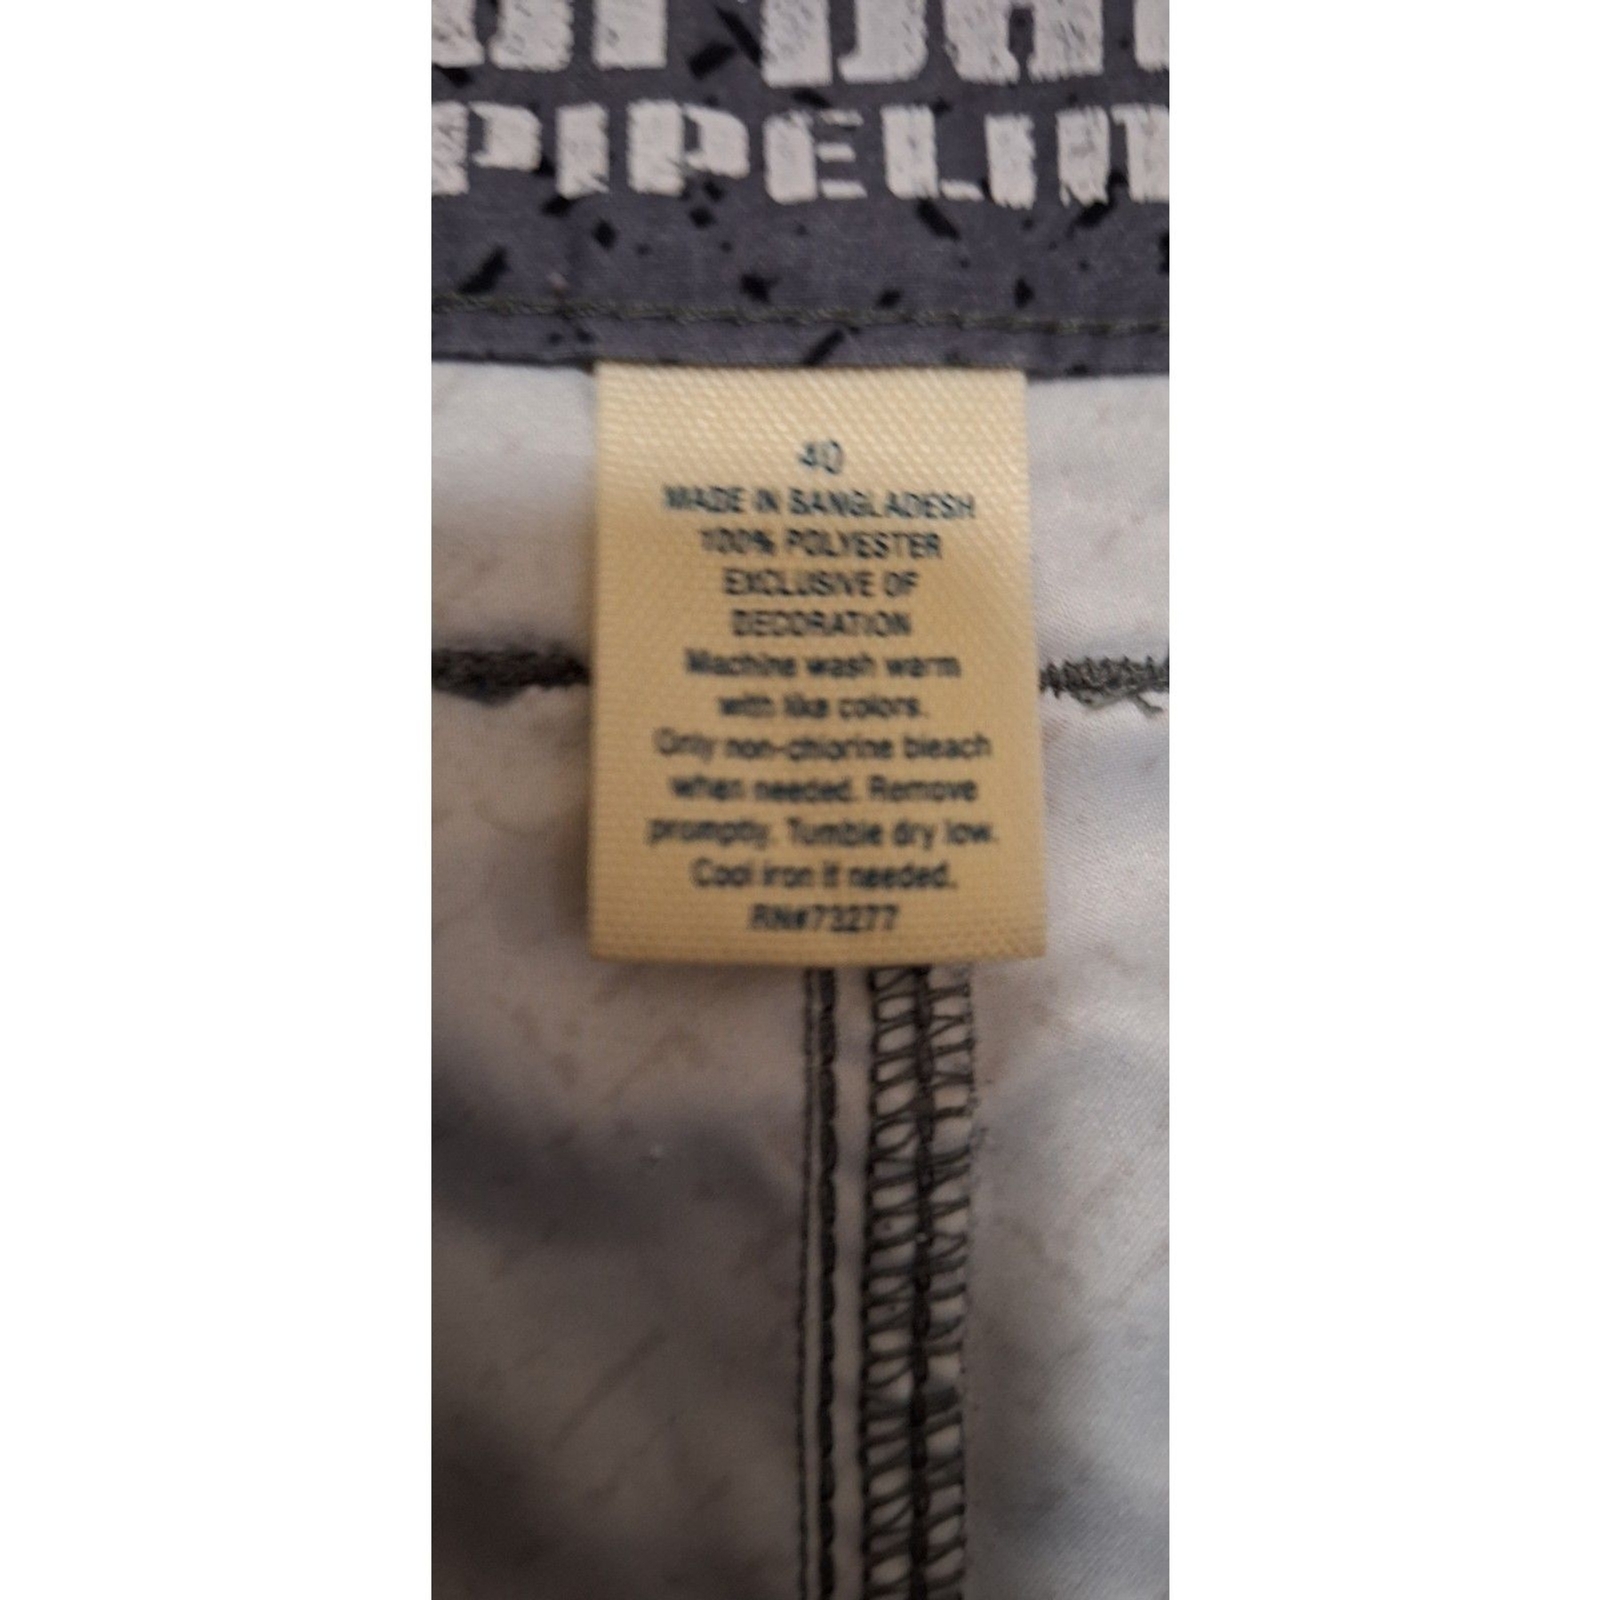 PIPELIN
40
MADE IN BANGLADESH
100% POLYESTER
EXCLUSIVE OF
DECORATION
Machine wash warm
with like colors.
Only non-chlorine bleach
when needed. Remove
promptly. Tumble dry low.
Cool iron if needed.
RN#73277